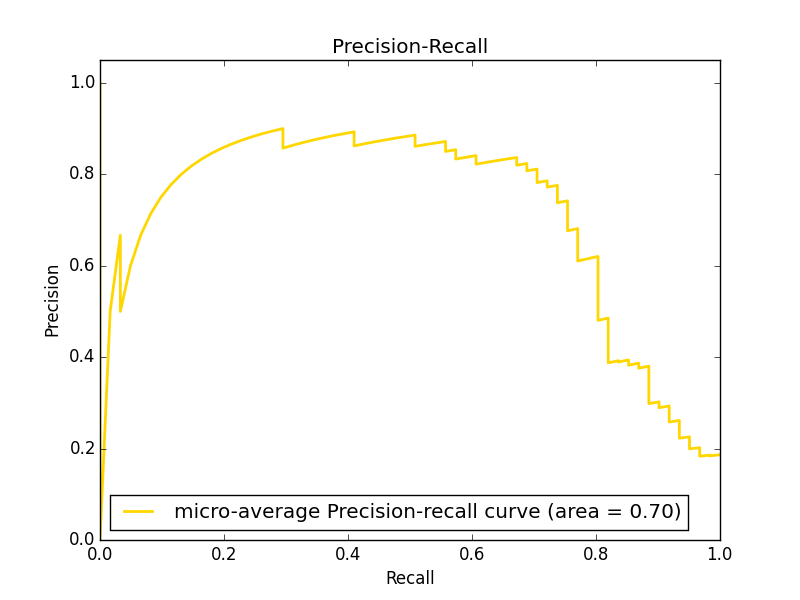 Precision-Recall
1.0
0.8
0.6
0.4
0.2
0.0
Precision
micro-average Precision-recall curve (area = 0.70)
0.0 0.2 0.4 0.6 0.8 1.0
Recall